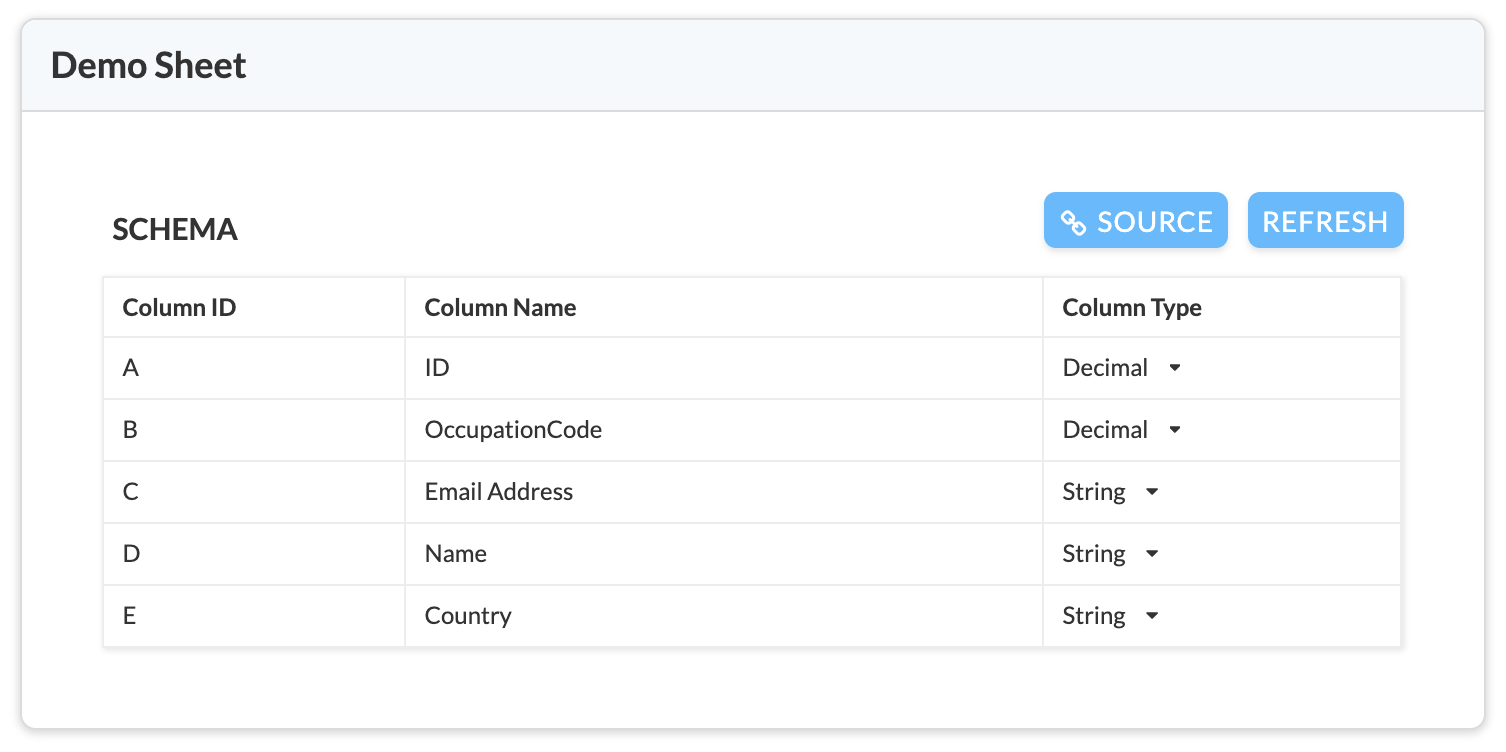 Demo Sheet
SCHEMA
SOURCE
REFRESH
Column ID Column Name Column Type
A ID Decimal
B OccupationCode Decimal
C Email Address String
D Name String
E Country String